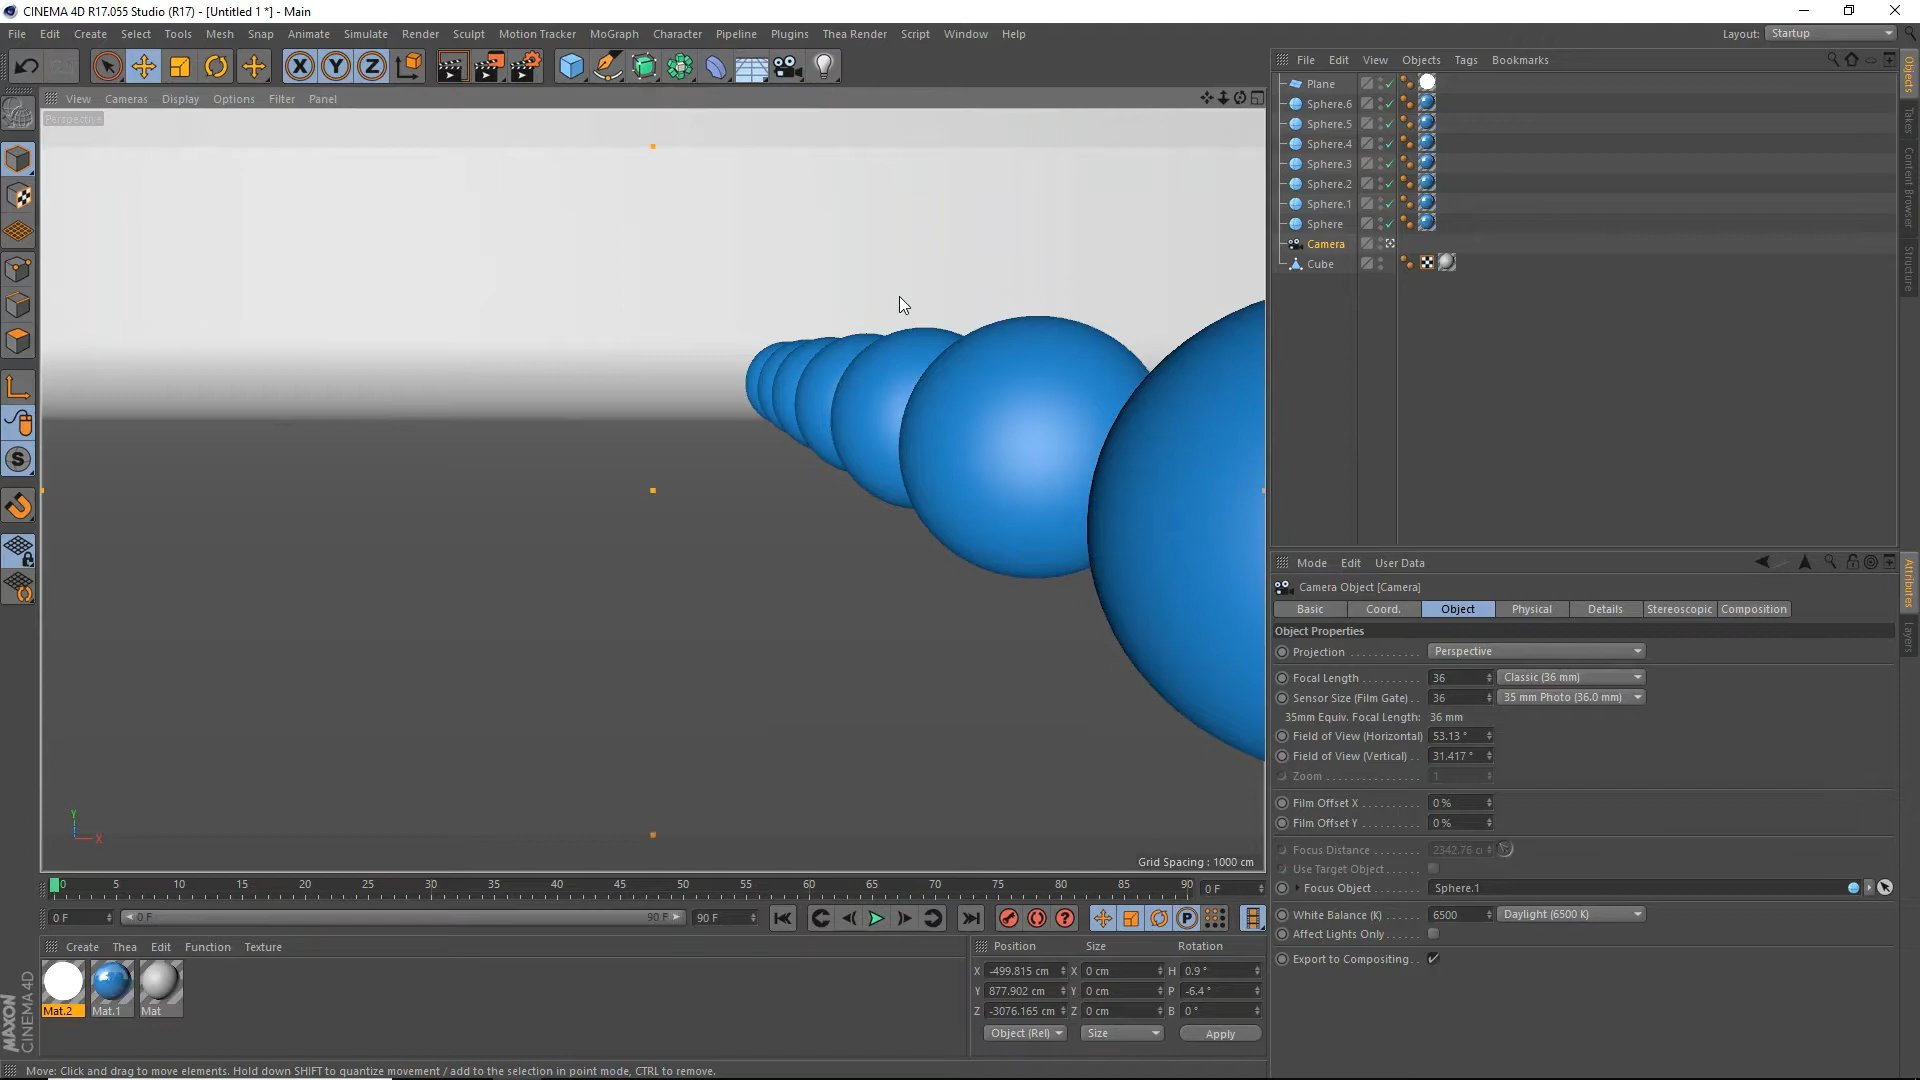 CINEMA 4D R17.055 Studio (R17) - [Untitled 1 *] - Main
File Edit Create Select Tools Mesh Snap Animate Simulate Render Sculpt Motion Tracker MoGraph Character Pipeline Plugins Thea Render Script Window Help
Layout: Startup
X Y Z
View Cameras Display Options Filter Panel
Perspective
Y
X
Grid Spacing : 1000 cm
File Edit View Objects Tags Bookmarks
Plane
Sphere.6
Sphere.5
Sphere.4
Sphere.3
Sphere.2
Sphere.1
Sphere
Camera
Cube
Objects
Takes
Content Browser
Structure
Mode Edit User Data
Camera Object [Camera]
Basic Coord. Object Physical Details Stereoscopic Composition
Object Properties
Projection . . . . . . . . . . . Perspective
Focal Length . . . . . . . . . 36 Classic (36 mm)
Sensor Size (Film Gate) . . 36 35 mm Photo (36.0 mm)
35mm Equiv. Focal Length: 36 mm
Field of View (Horizontal) 53.13 °
Field of View (Vertical) . . 31.417 °
Zoom . . . . . . . . . . . . . . 1
Film Offset X . . . . . . . . . 0 %
Film Offset Y . . . . . . . . . 0 %
Focus Distance . . . . . . . 2342.76 c
Use Target Object . . . . .
Focus Object . . . . . . . . Sphere.1
White Balance (K) . . . . . 6500 Daylight (6500 K)
Affect Lights Only . . . . .
Export to Compositing . .
Attributes
Layers
0 5 10 15 20 25 30 35 40 45 50 55 60 65 70 75 80 85 90 0 F
0 F 0 F 90 F 90 F
Create Thea Edit Function Texture
Mat.2 Mat.1 Mat
Position Size Rotation
X -499.815 cm X 0 cm H 0.9 °
Y 877.902 cm Y 0 cm P -6.4 °
Z -3076.165 cm Z 0 cm B 0 °
Object (Rel) Size Apply
MAXON
CINEMA 4D
Move: Click and drag to move elements. Hold down SHIFT to quantize movement / add to the selection in point mode, CTRL to remove.